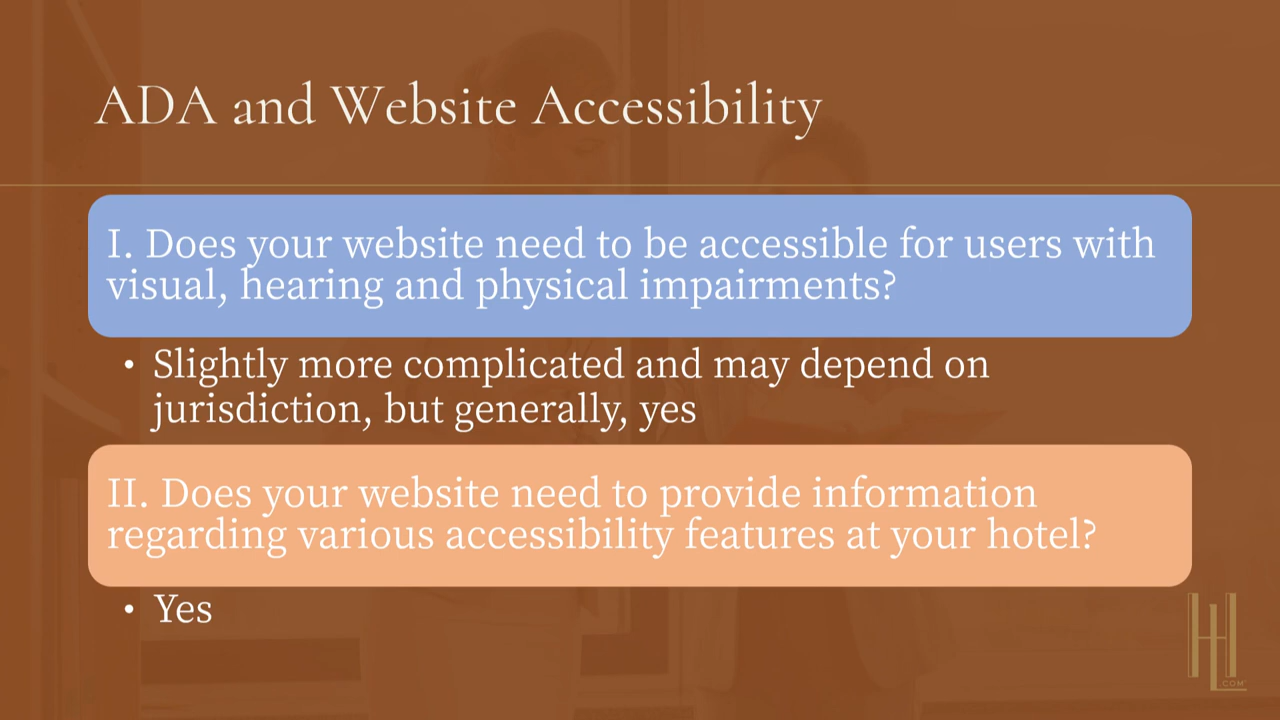 ADA and Website Accessibility
I. Does your website need to be accessible for users with
visual, hearing and physical impairments?
• Slightly more complicated and may depend on
jurisdiction, but generally, yes
II. Does your website need to provide information
regarding various accessibility features at your hotel?
• Yes
HL
.COM